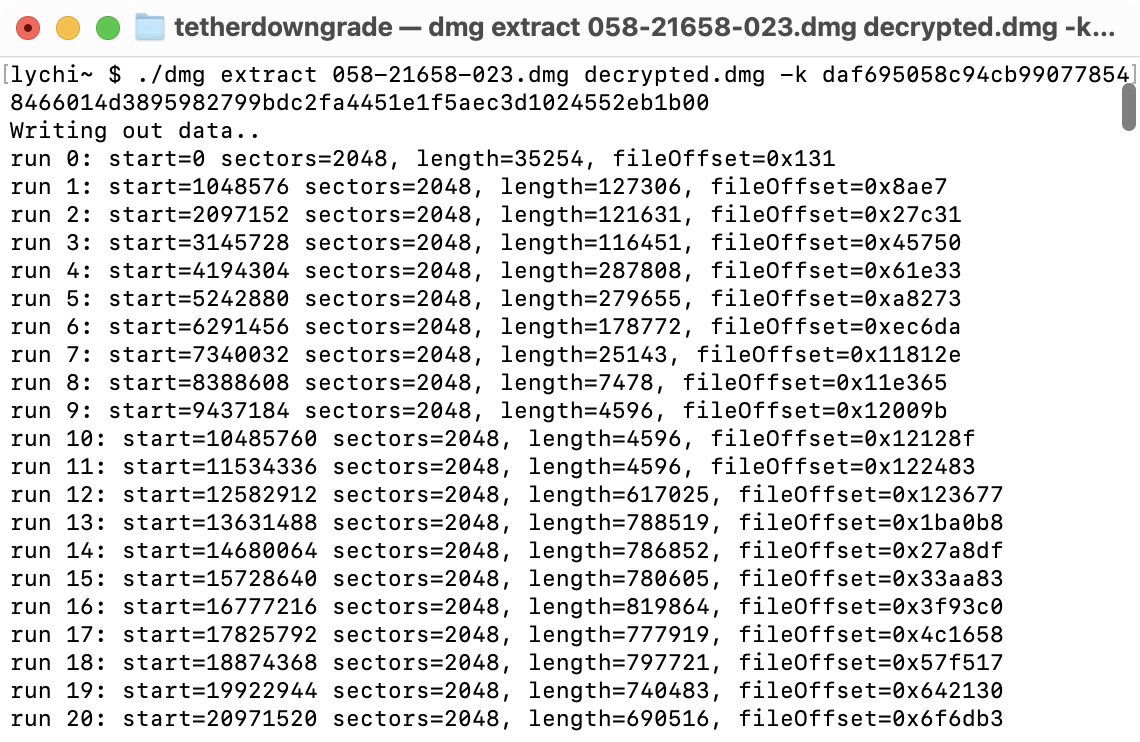 tetherdowngrade — dmg extract 058-21658-023.dmg decrypted.dmg -k...
[lychi~ $ ./dmg extract 058-21658-023.dmg decrypted.dmg -k daf695058c94cb99077854]
8466014d3895982799bdc2fa4451e1f5aec3d1024552eb1b00
Writing out data..
run 0: start=0 sectors=2048, length=35254, fileOffset=0x131
run 1: start=1048576 sectors=2048, length=127306, fileOffset=0x8ae7
run 2: start=2097152 sectors=2048, length=121631, fileOffset=0x27c31
run 3: start=3145728 sectors=2048, length=116451, fileOffset=0x45750
run 4: start=4194304 sectors=2048, length=287808, fileOffset=0x61e33
run 5: start=5242880 sectors=2048, length=279655, fileOffset=0xa8273
run 6: start=6291456 sectors=2048, length=178772, fileOffset=0xec6da
run 7: start=7340032 sectors=2048, length=25143, fileOffset=0x11812e
run 8: start=8388608 sectors=2048, length=7478, fileOffset=0x11e365
run 9: start=9437184 sectors=2048, length=4596, fileOffset=0x12009b
run 10: start=10485760 sectors=2048, length=4596, fileOffset=0x12128f
run 11: start=11534336 sectors=2048, length=4596, fileOffset=0x122483
run 12: start=12582912 sectors=2048, length=617025, fileOffset=0x123677
run 13: start=13631488 sectors=2048, length=788519, fileOffset=0x1ba0b8
run 14: start=14680064 sectors=2048, length=786852, fileOffset=0x27a8df
run 15: start=15728640 sectors=2048, length=780605, fileOffset=0x33aa83
run 16: start=16777216 sectors=2048, length=819864, fileOffset=0x3f93c0
run 17: start=17825792 sectors=2048, length=777919, fileOffset=0x4c1658
run 18: start=18874368 sectors=2048, length=797721, fileOffset=0x57f517
run 19: start=19922944 sectors=2048, length=740483, fileOffset=0x642130
run 20: start=20971520 sectors=2048, length=690516, fileOffset=0x6f6db3